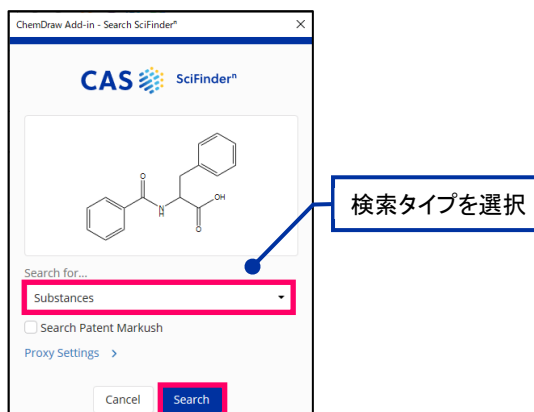 ChemDraw Add-in - Search SciFinderⁿ
CAS SciFinderⁿ
O
N
H
OH
O
検索タイプを選択
Search for...
Substances
Search Patent Markush
Proxy Settings >
Cancel Search